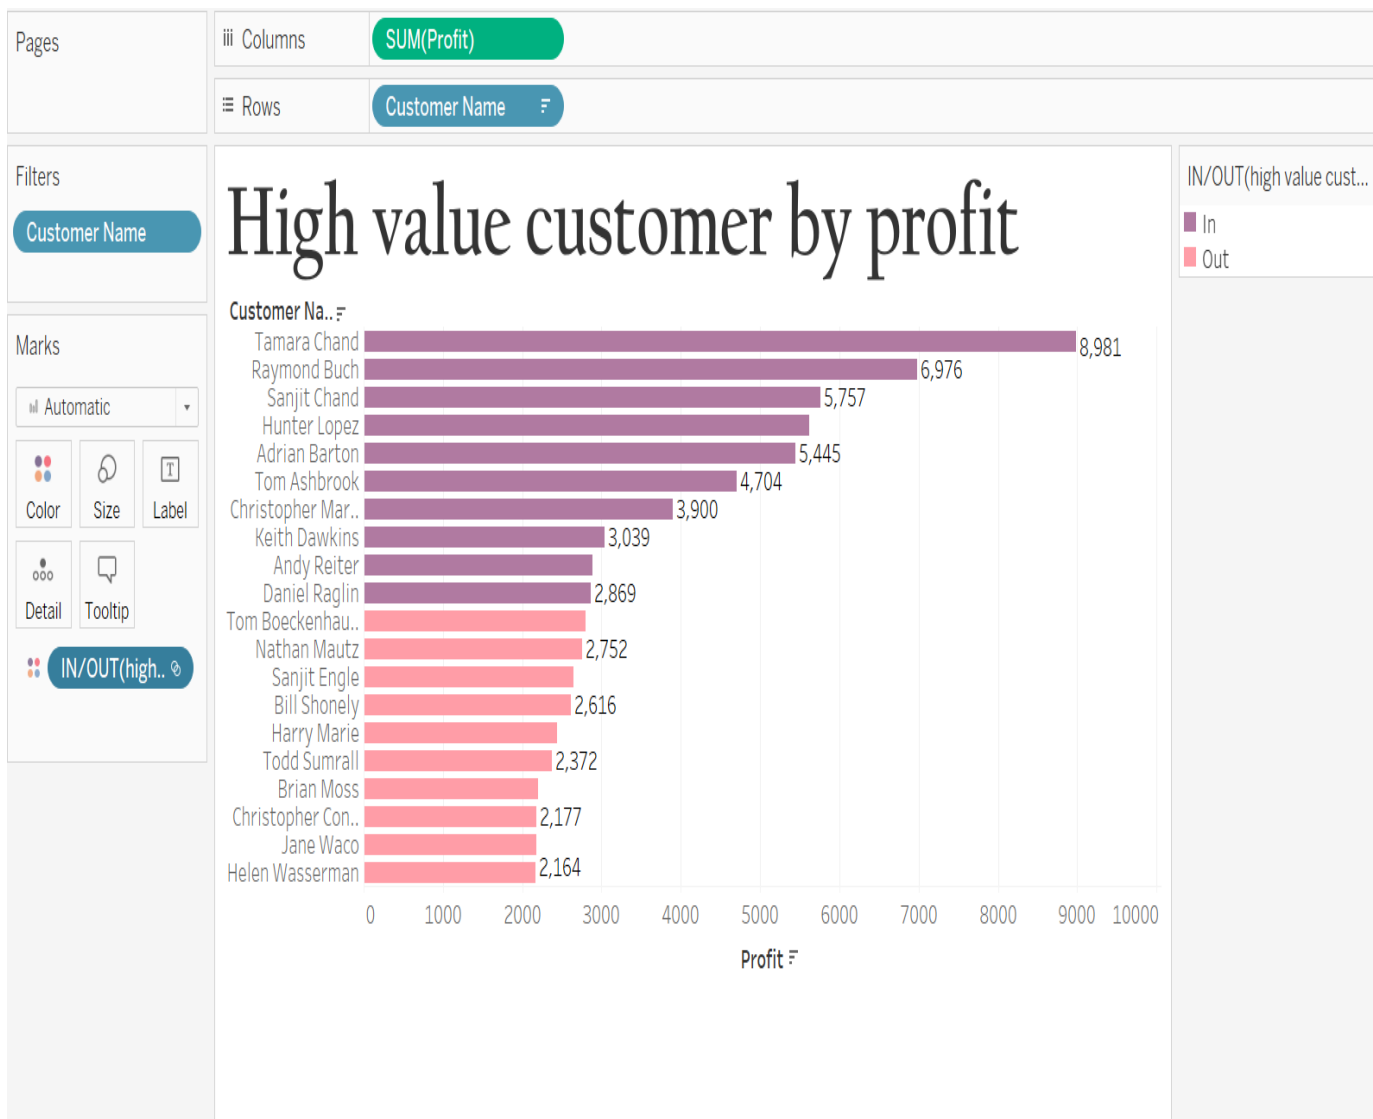 Pages
Columns
SUM(Profit)
Rows
Customer Name
Filters
Customer Name
Marks
Automatic
Color
Size
Label
Detail
Tooltip
IN/OUT(high..
High value customer by profit
Customer Na..
Tamara Chand 8,981
Raymond Buch 6,976
Sanjit Chand 5,757
Hunter Lopez
Adrian Barton 5,445
Tom Ashbrook 4,704
Christopher Mar.. 3,900
Keith Dawkins 3,039
Andy Reiter
Daniel Raglin 2,869
Tom Boeckenhau..
Nathan Mautz 2,752
Sanjit Engle
Bill Shonely 2,616
Harry Marie
Todd Sumrall 2,372
Brian Moss
Christopher Con.. 2,177
Jane Waco
Helen Wasserman 2,164
0 1000 2000 3000 4000 5000 6000 7000 8000 9000 10000
Profit
IN/OUT(high value cust...
In
Out